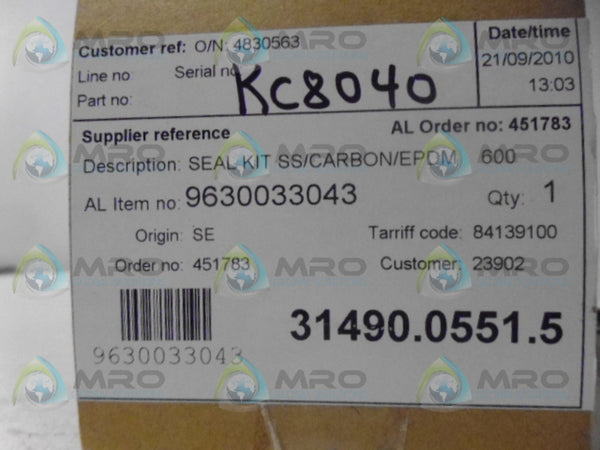 Customer ref: O/N: 4830563
Date/time
Line no
Serial no
KC8040
21/09/2010
Part no:
13:03
Supplier reference
AL Order no: 451783
Description: SEAL KIT SS/CARBON/EPDM 600
AL Item no: 9630033043
Qty: 1
Origin: SE
Tarriff code: 84139100
Order no: 451783
Customer: 23902
31490.0551.5
9630033043
MRO